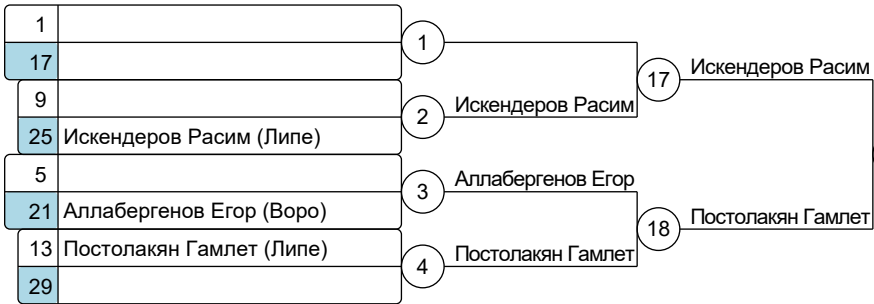 1
17
1
9
25 Искендеров Расим (Липе)
2
Искендеров Расим
17
Искендеров Расим
5
21 Аллабергенов Егор (Воро)
3
Аллабергенов Егор
13 Постолакян Гамлет (Липе)
29
4
Постолакян Гамлет
18
Постолакян Гамлет